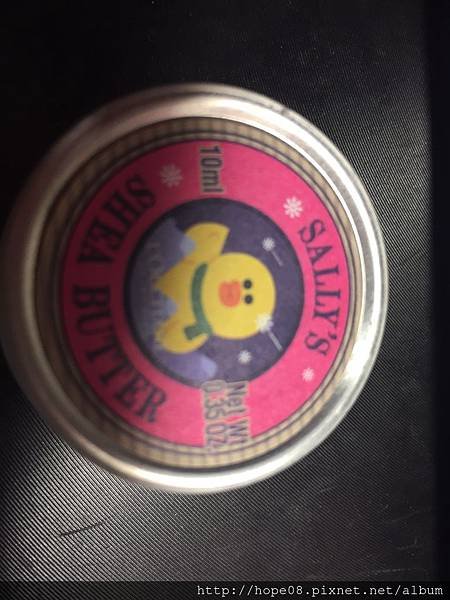 SALLY'S
10ml
Net Wt.
0.35 OZ.
SHEA BUTTER
http://hope08.pixnet.net/album